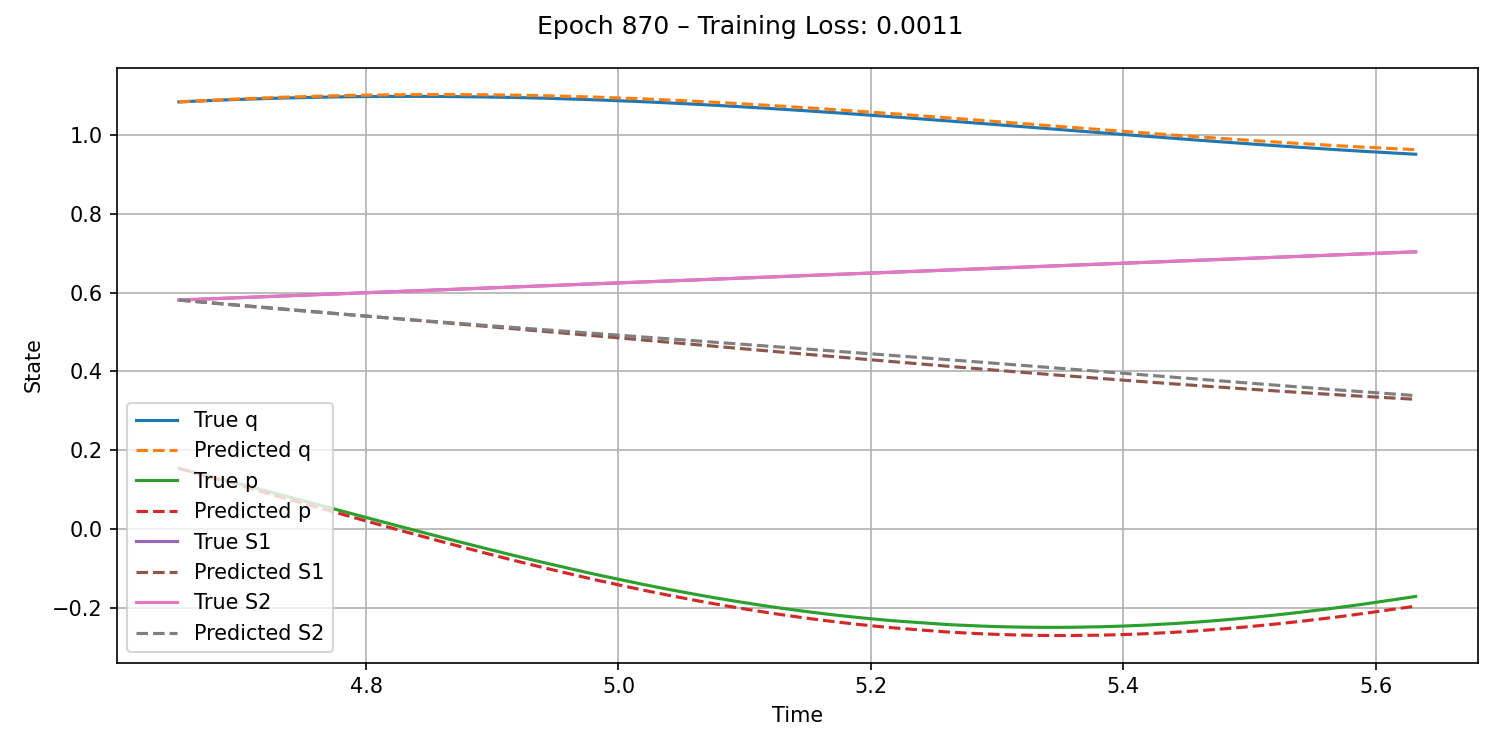 Epoch 870 – Training Loss: 0.0011
State
1.0
0.8
0.6
0.4
0.2
0.0
−0.2
True q
Predicted q
True p
Predicted p
True S1
Predicted S1
True S2
Predicted S2
4.8 5.0 5.2 5.4 5.6
Time